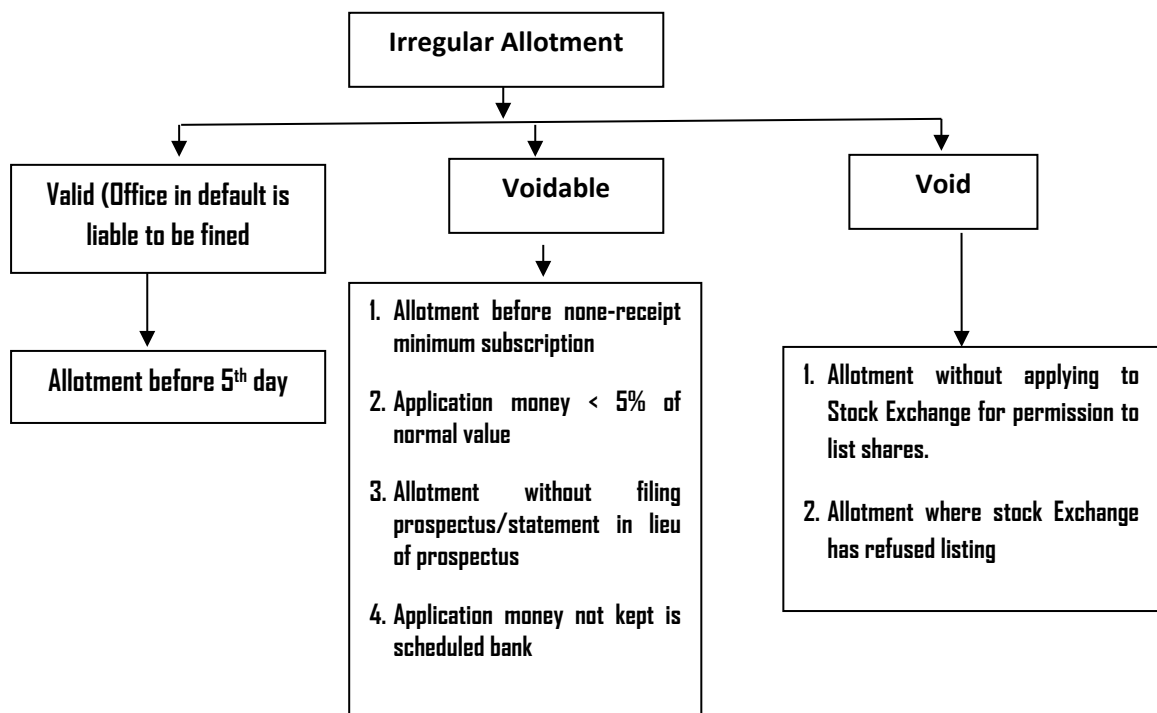 Irregular Allotment
Valid (Office in default is
liable to be fined
Allotment before 5th day
Voidable
1. Allotment before none-receipt
minimum subscription
2. Application money < 5% of
normal value
3. Allotment without filing
prospectus/statement in lieu
of prospectus
4. Application money not kept is
scheduled bank
Void
1. Allotment without applying to
Stock Exchange for permission to
list shares.
2. Allotment where stock Exchange
has refused listing